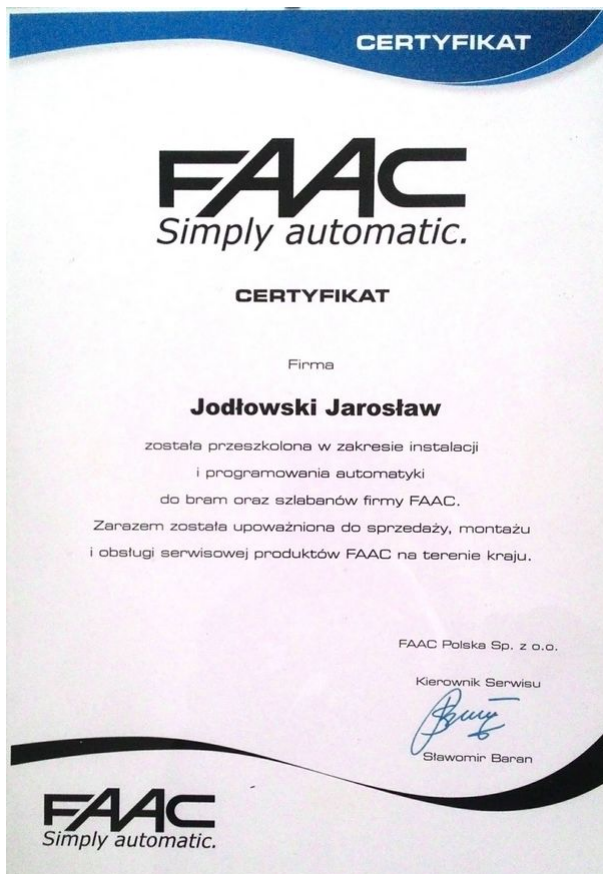 CERTYFIKAT
FAAC
Simply automatic.
CERTYFIKAT
Firma
Jodłowski Jarosław
została przeszkolona w zakresie instalacji
i programowania automatyki
do bram oraz szlabanów firmy FAAC.
Zarazem została upoważniona do sprzedaży, montażu
i obsługi serwisowej produktów FAAC na terenie kraju.
FAAC Polska Sp. z o.o.
Kierownik Serwisu
Sławomir Baran
FAAC
Simply automatic.